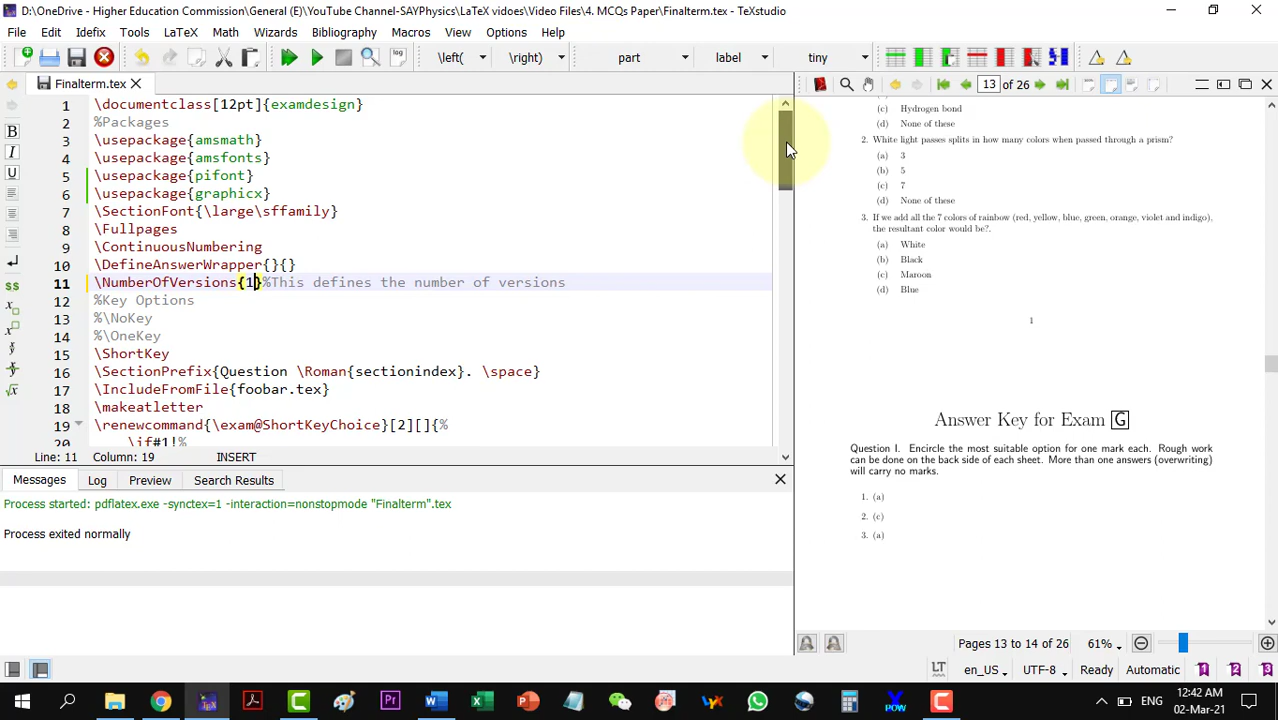 D:\OneDrive - Higher Education Commission\General (E)\YouTube Channel-SAYPhysics\LaTeX vidoes\Video Files\4. MCQs Paper\Finalterm.tex - TeXstudio
File Edit Idefix Tools LaTeX Math Wizards Bibliography Macros View Options Help
\left( \right) part label tiny
Finalterm.tex
13 of 26
1 \documentclass[12pt]{examdesign}
2 %Packages
3 \usepackage{amsmath}
4 \usepackage{amsfonts}
5 \usepackage{pifont}
6 \usepackage{graphicx}
7 \SectionFont{\large\sffamily}
8 \Fullpages
9 \ContinuousNumbering
10 \DefineAnswerWrapper{}{}
11 \NumberOfVersions{1}%This defines the number of versions
12 %Key Options
13 %\NoKey
14 %\OneKey
15 \ShortKey
16 \SectionPrefix{Question \Roman{sectionindex}. \space}
17 \IncludeFromFile{foobar.tex}
18 \makeatletter
19 \renewcommand{\exam@ShortKeyChoice}[2][]{%
20 \if#1!%
Line: 11 Column: 19 INSERT
Messages Log Preview Search Results
Process started: pdflatex.exe -synctex=1 -interaction=nonstopmode "Finalterm".tex
Process exited normally
(c) Hydrogen bond
(d) None of these
2. White light passes splits in how many colors when passed through a prism?
(a) 3
(b) 5
(c) 7
(d) None of these
3. If we add all the 7 colors of rainbow (red, yellow, blue, green, orange, violet and indigo),
the resultant color would be?.
(a) White
(b) Black
(c) Maroon
(d) Blue
1
Answer Key for Exam G
Question I. Encircle the most suitable option for one mark each. Rough work
can be done on the back side of each sheet. More than one answers (overwriting)
will carry no marks.
1. (a)
2. (c)
3. (a)
Pages 13 to 14 of 26 61%
en_US UTF-8 Ready Automatic
ENG
12:42 AM
02-Mar-21